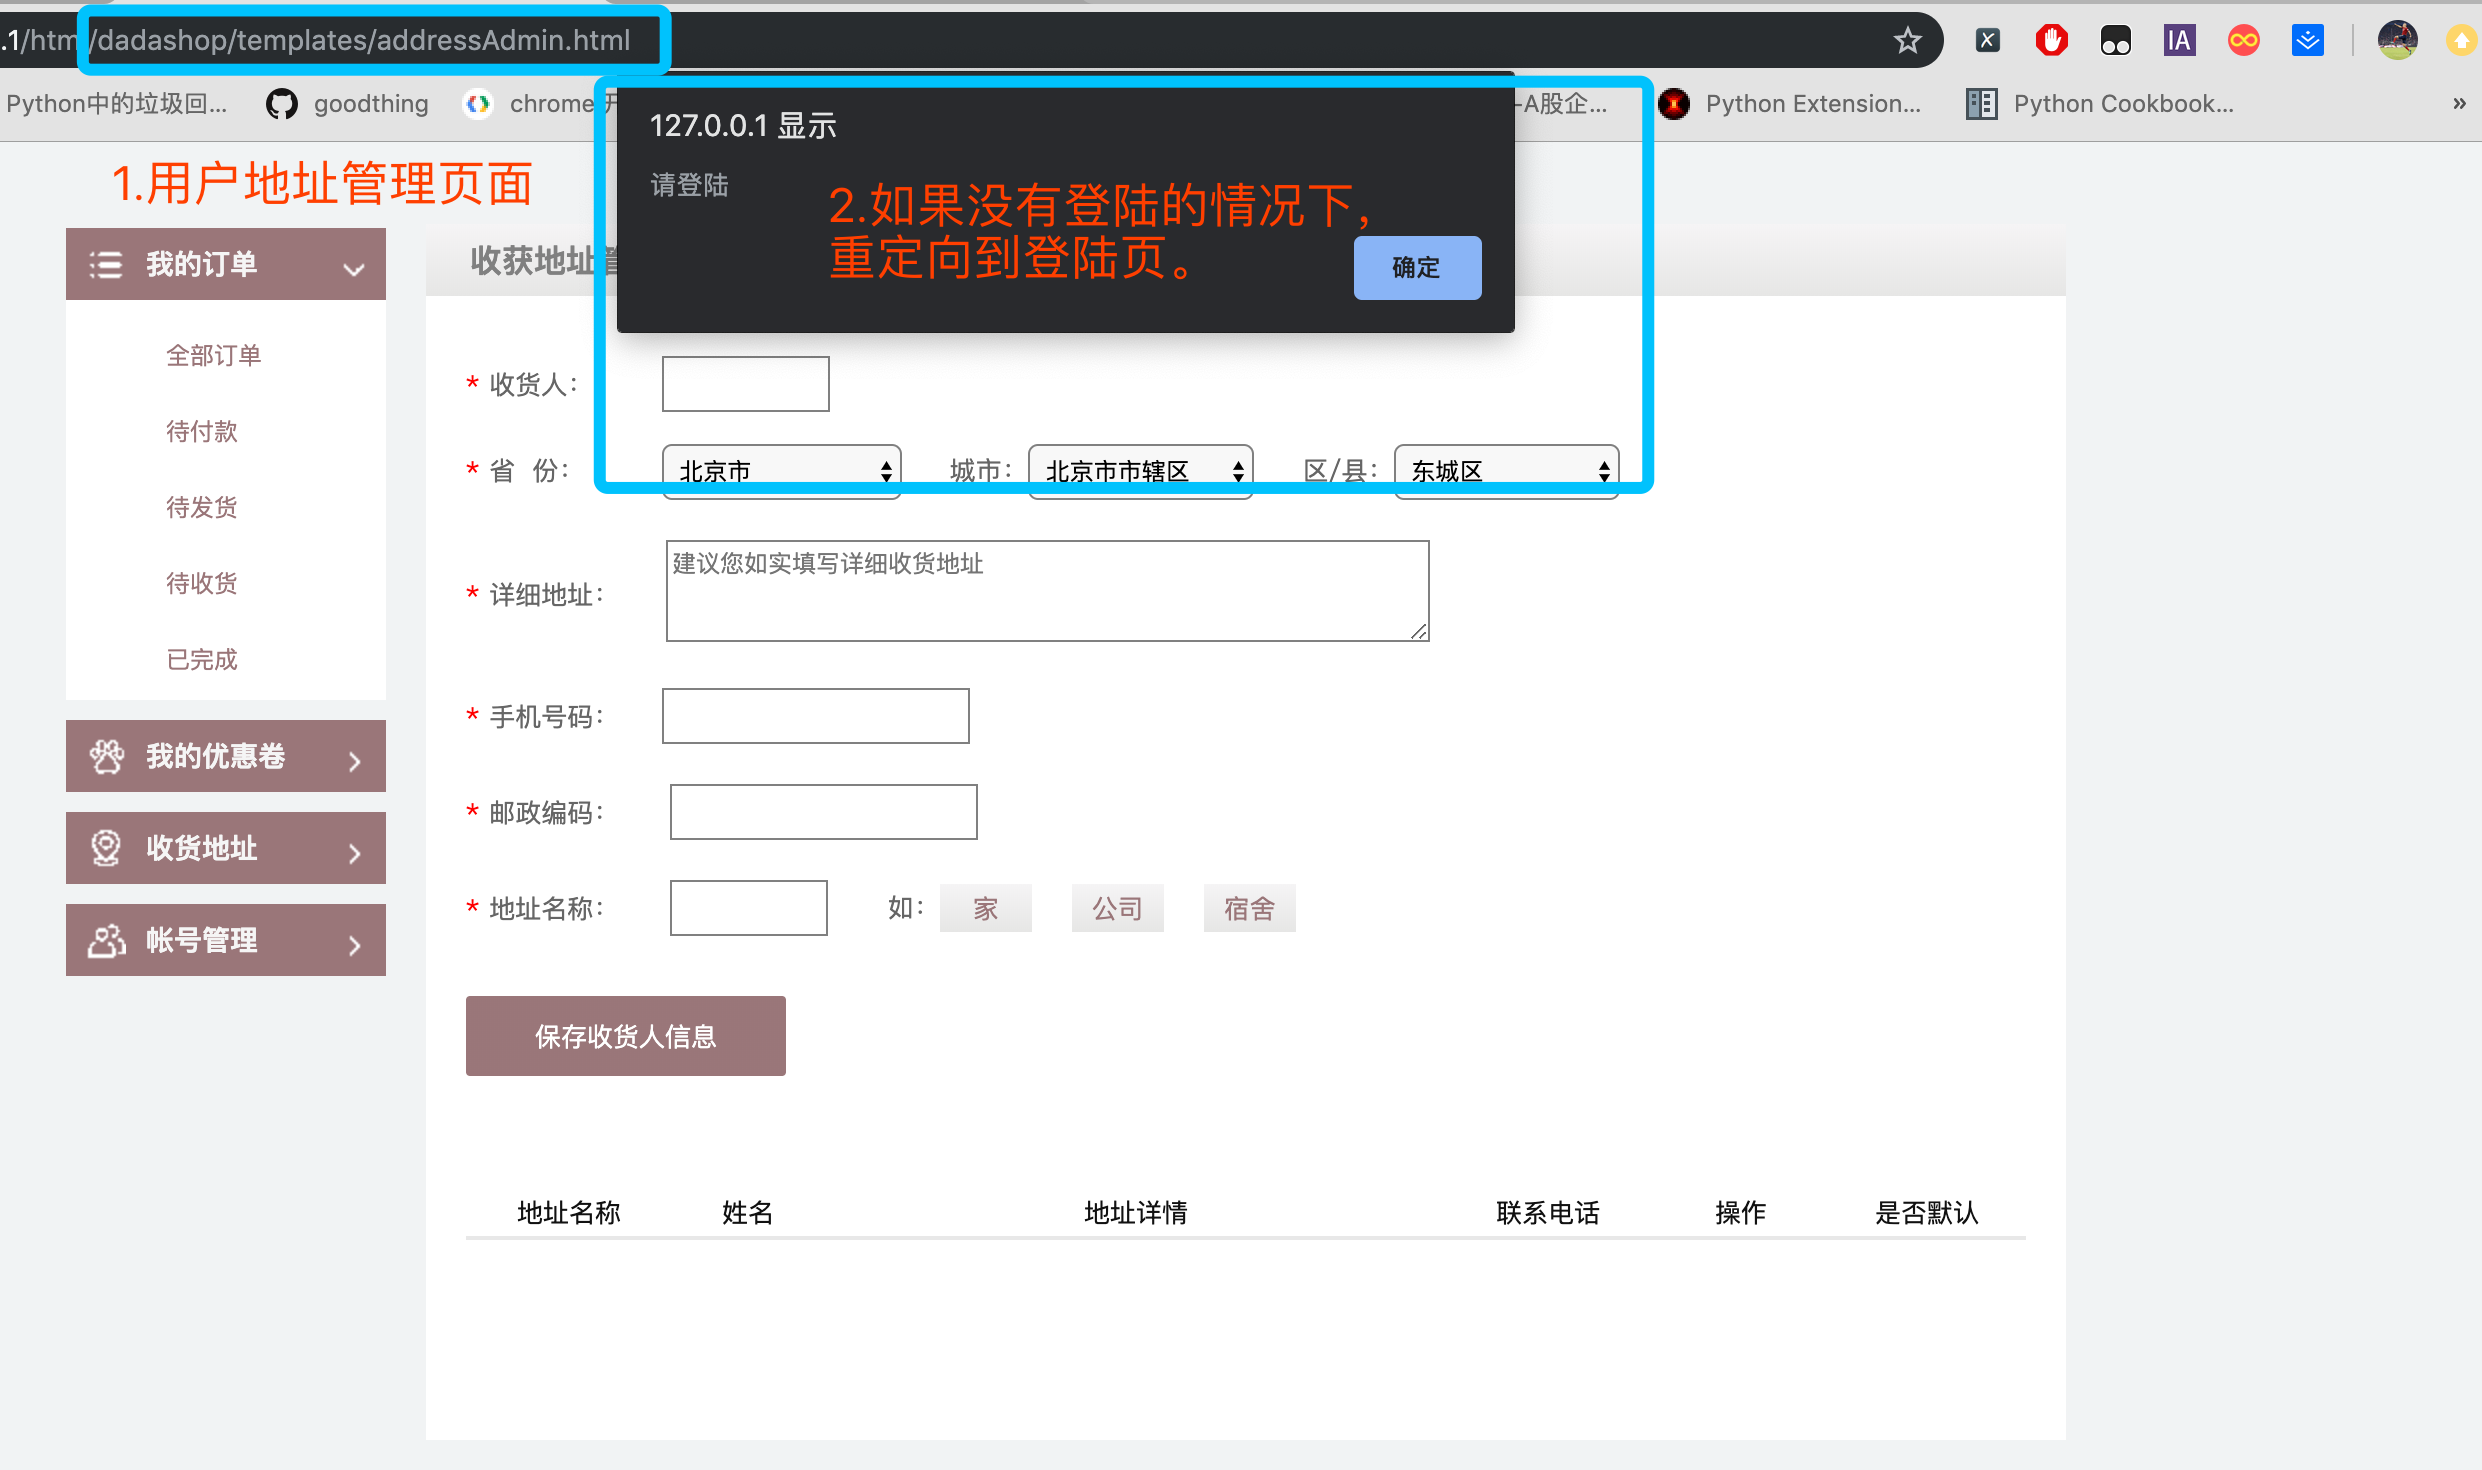 .1/htm/dadashop/templates/addressAdmin.html
IA
Python中的垃圾回...
goodthing
chrome开
-A股企...
Python Extension...
Python Cookbook...
»
127.0.0.1 显示
请登陆
1.用户地址管理页面
2.如果没有登陆的情况下，
重定向到登陆页。
确定
我的订单
全部订单
待付款
待发货
待收货
已完成
我的优惠卷
收货地址
帐号管理
收获地址管
* 收货人：
* 省 份：
北京市
城市：
北京市市辖区
区/县：
东城区
* 详细地址：
建议您如实填写详细收货地址
* 手机号码：
* 邮政编码：
* 地址名称：
如：
家
公司
宿舍
保存收货人信息
地址名称
姓名
地址详情
联系电话
操作
是否默认